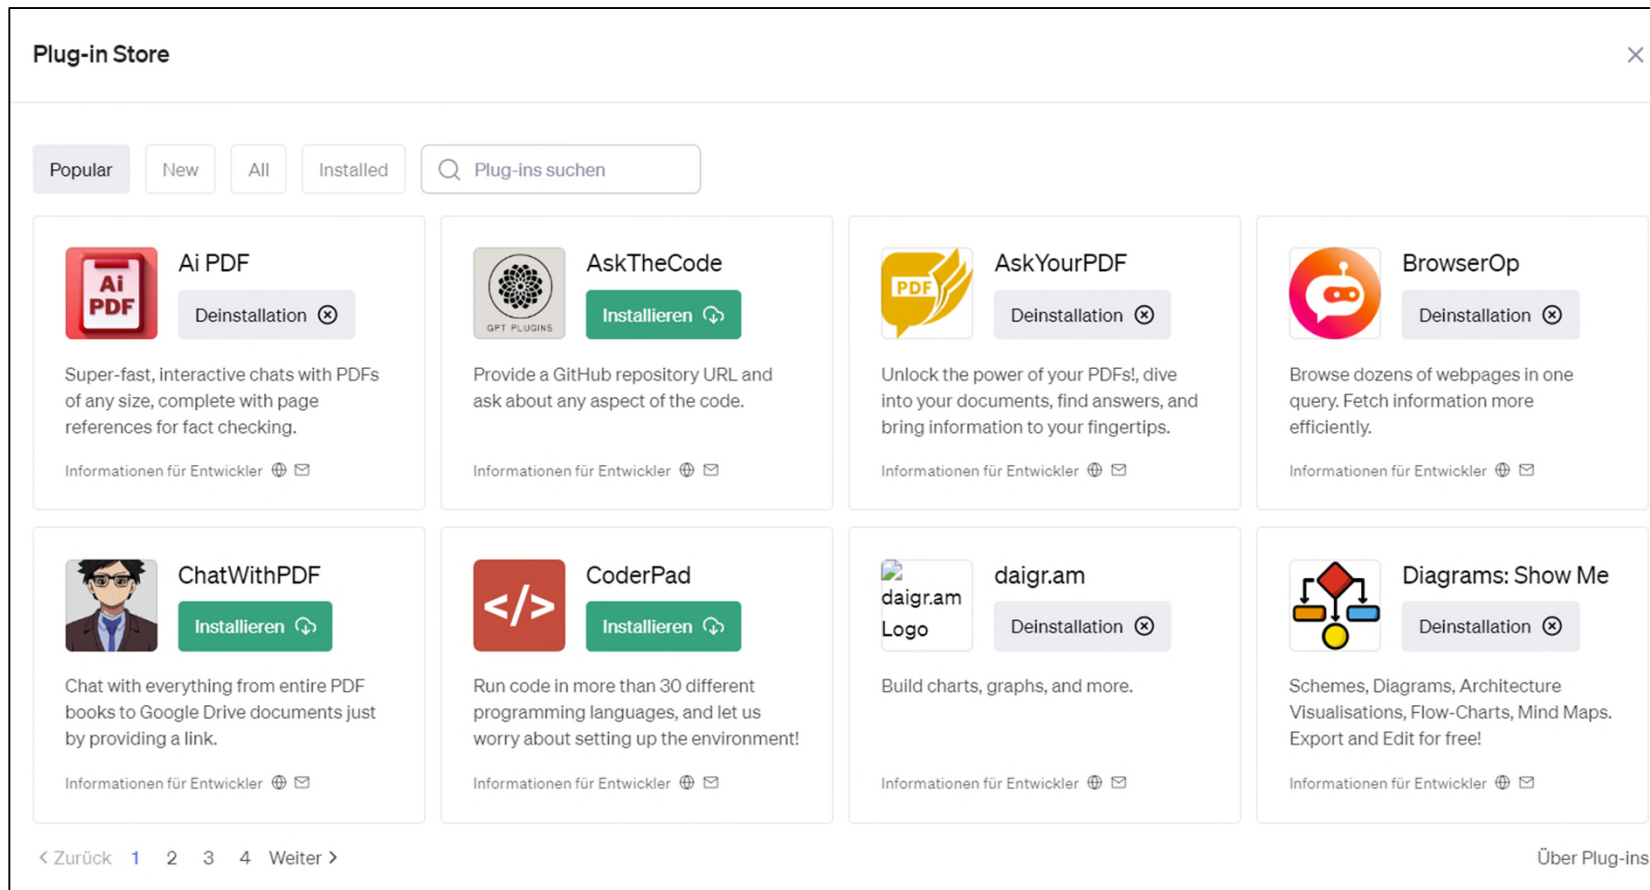 Plug-in Store
Popular
New
All
Installed
Plug-ins suchen
Ai PDF
Ai PDF
Deinstallation
Super-fast, interactive chats with PDFs
of any size, complete with page
references for fact checking.
Informationen für Entwickler
GPT PLUGINS
AskTheCode
Installieren
Provide a GitHub repository URL and
ask about any aspect of the code.
Informationen für Entwickler
PDF
AskYourPDF
Deinstallation
Unlock the power of your PDFs!, dive
into your documents, find answers, and
bring information to your fingertips.
Informationen für Entwickler
BrowserOp
Deinstallation
Browse dozens of webpages in one
query. Fetch information more
efficiently.
Informationen für Entwickler
ChatWithPDF
Installieren
Chat with everything from entire PDF
books to Google Drive documents just
by providing a link.
Informationen für Entwickler
</>
CoderPad
Installieren
Run code in more than 30 different
programming languages, and let us
worry about setting up the environment!
Informationen für Entwickler
daigr.am
Logo
daigr.am
Deinstallation
Build charts, graphs, and more.
Informationen für Entwickler
Diagrams: Show Me
Deinstallation
Schemes, Diagrams, Architecture
Visualisations, Flow-Charts, Mind Maps.
Export and Edit for free!
Informationen für Entwickler
Zurück 1 2 3 4 Weiter
Über Plug-ins